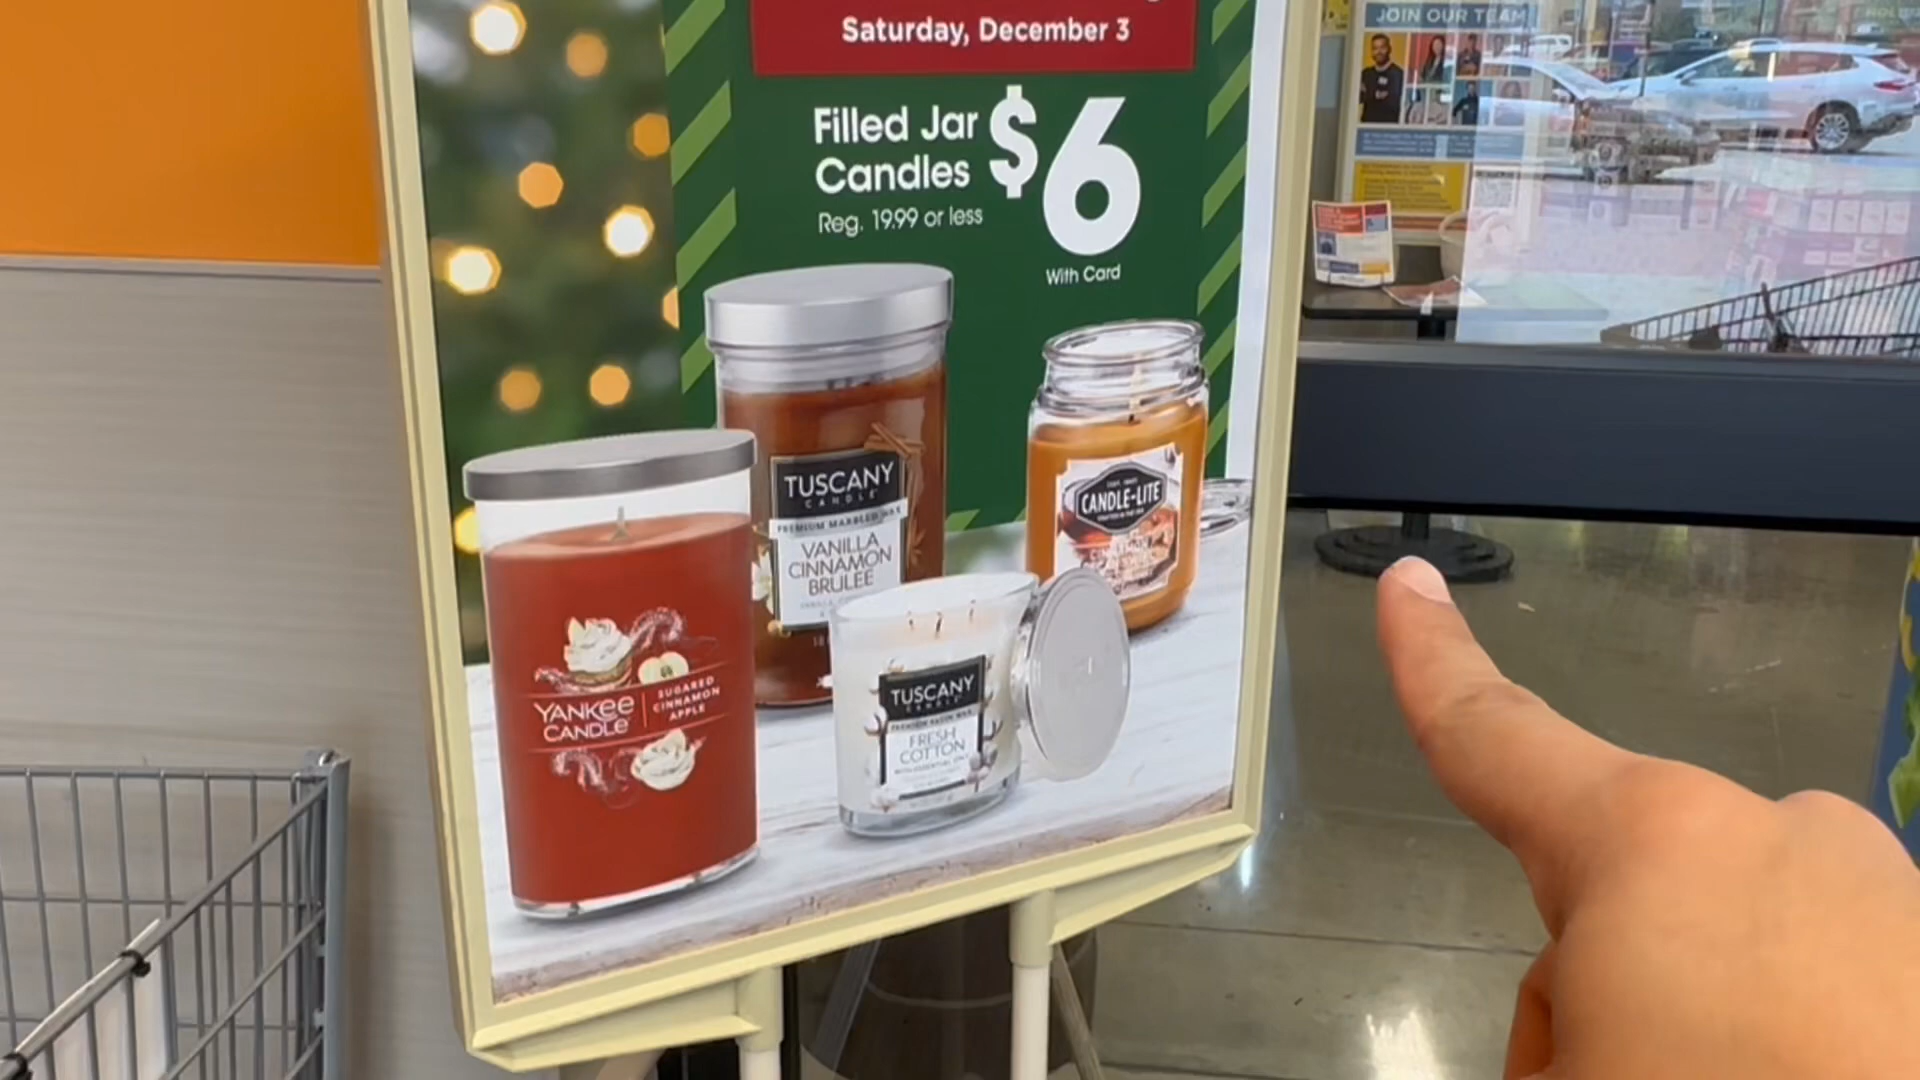 Saturday, December 3
JOIN OUR TEAM
Filled Jar
Candles
$6
Reg. 19.99 or less
With Card
TUSCANY
CANDLE
PREMIUM MARBLED WAX
VANILLA
CINNAMON
BRULEE
CANDLE-LITE
YANKEE
CANDLE
SUGARED
CINNAMON
APPLE
TUSCANY
CANDLE
FRESH
COTTON